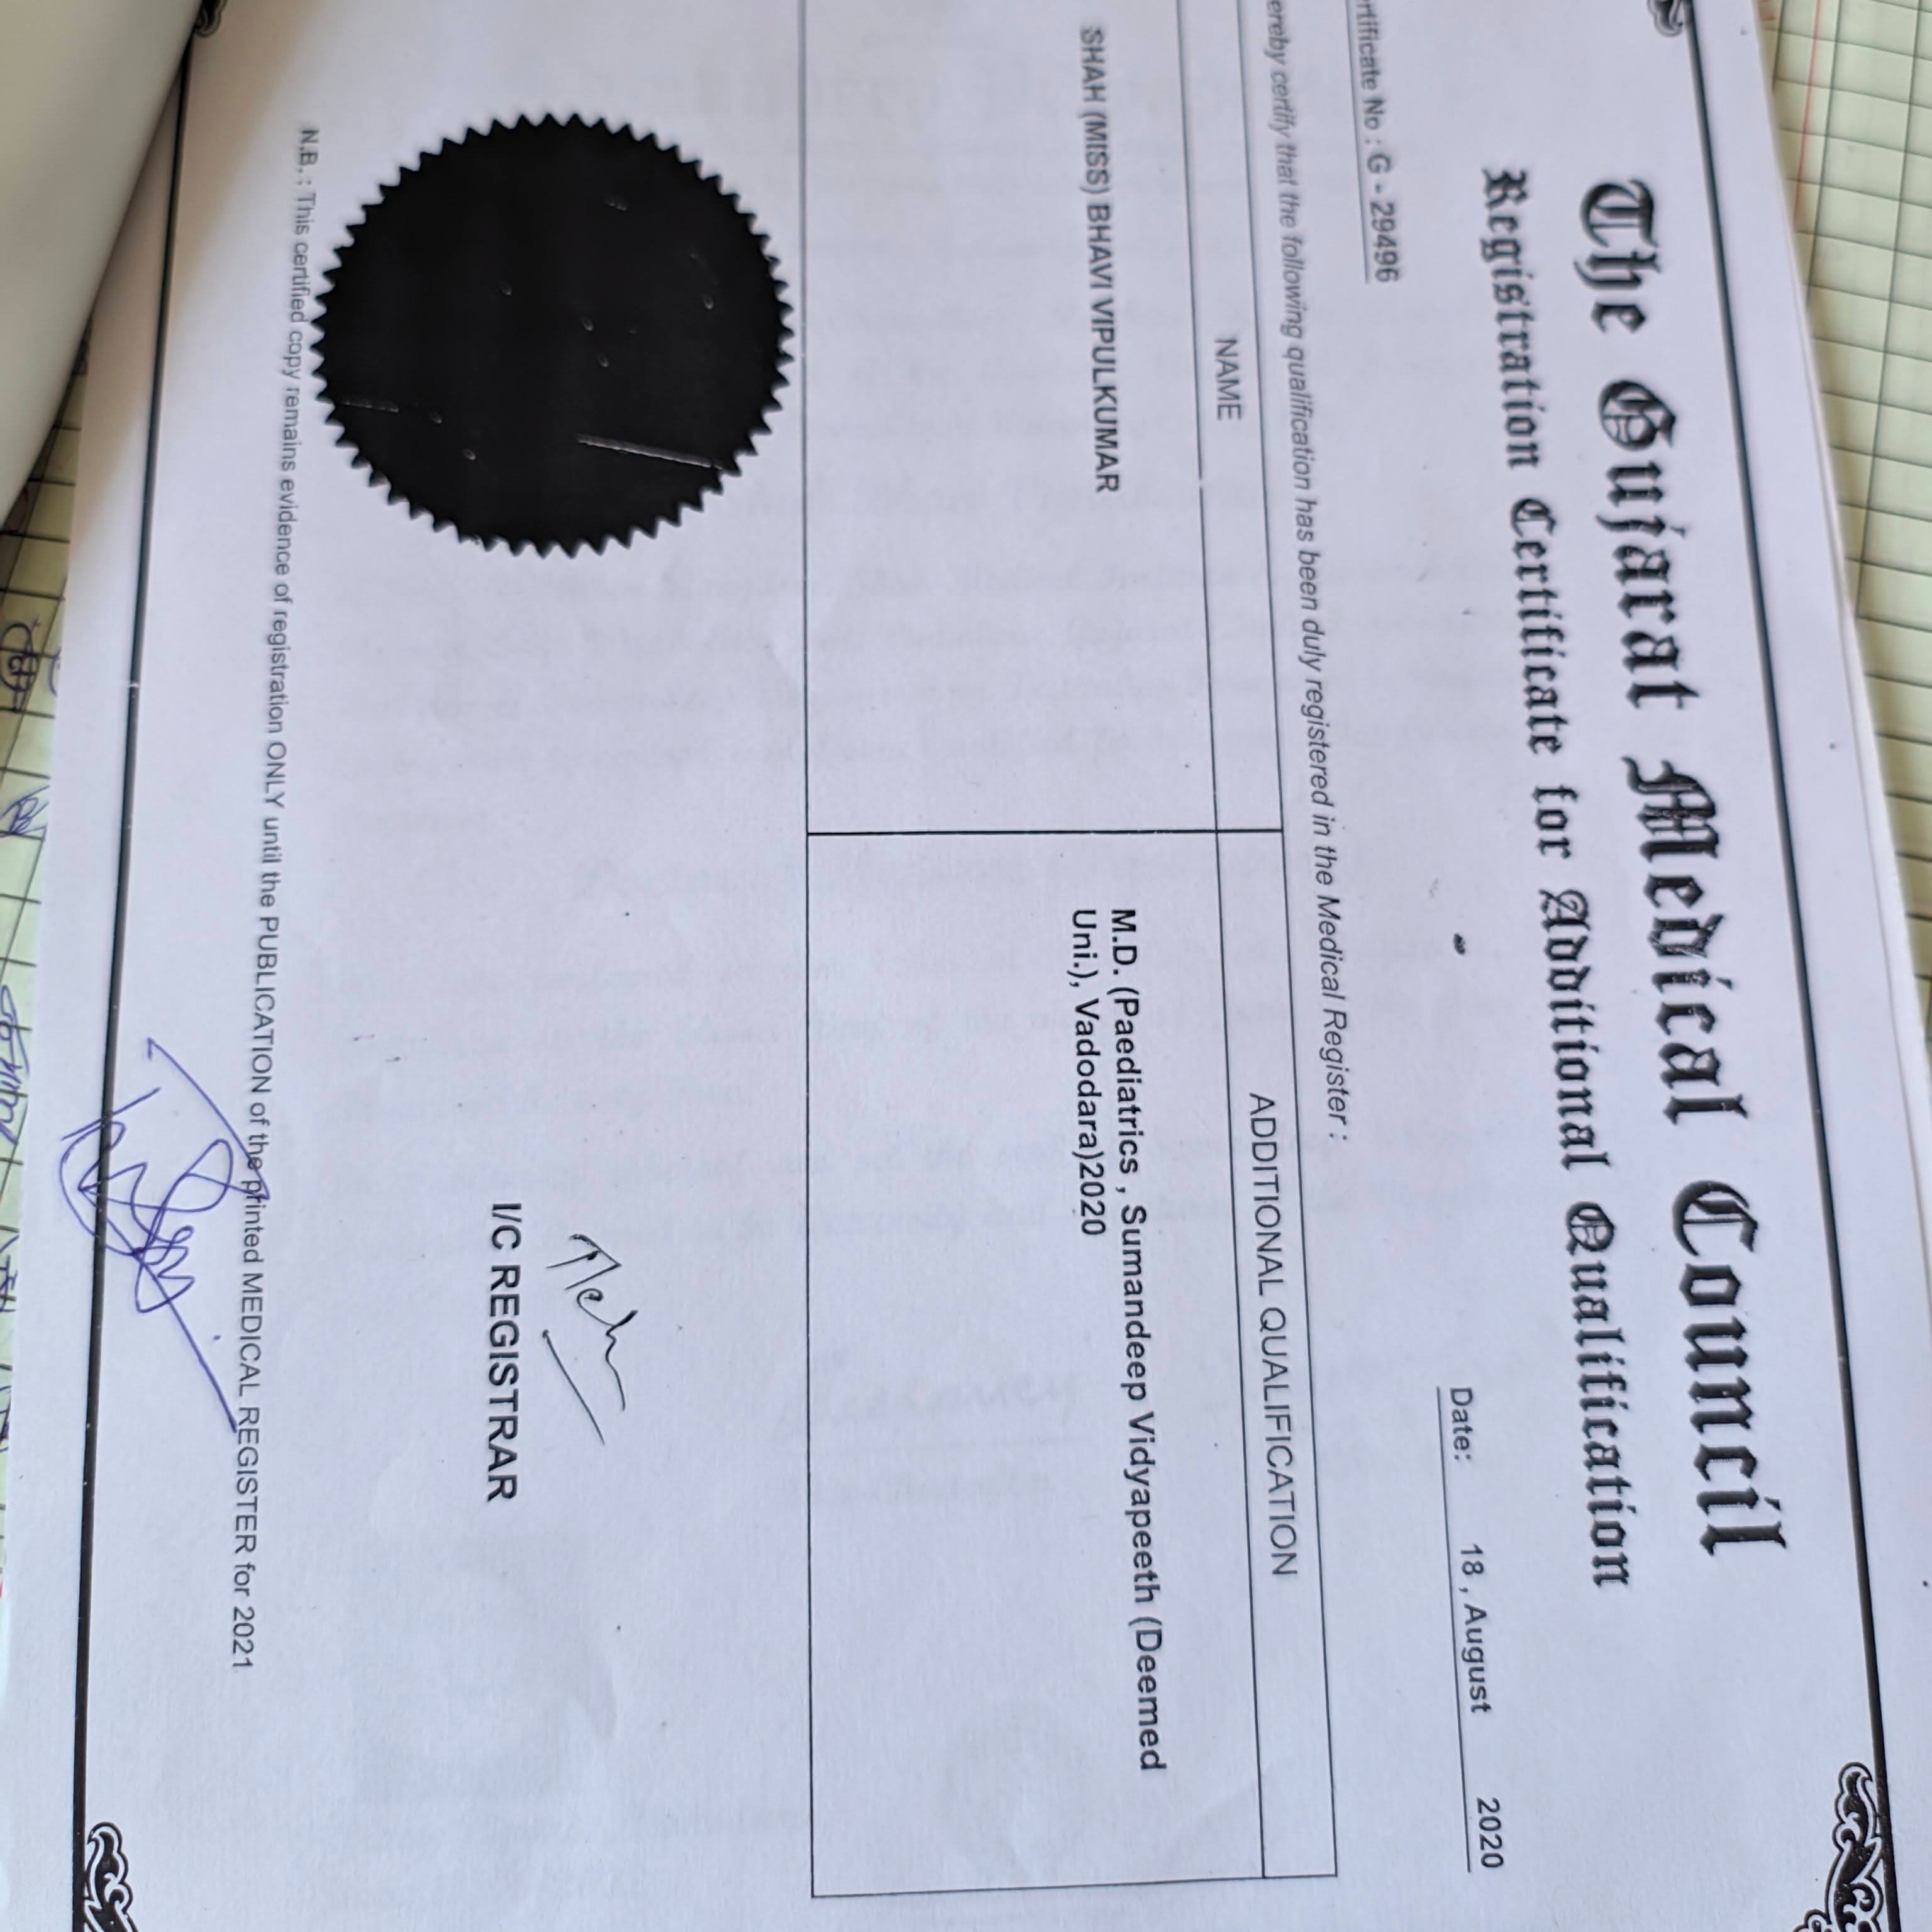 The Gujarat Medical Council
Registration Certificate for Additional Qualification
rtificate No : G - 29496
Date: 18 , August 2020
ereby certify that the following qualification has been duly registered in the Medical Register :
NAME
ADDITIONAL QUALIFICATION
SHAH (MISS) BHAVI VIPULKUMAR
M.D. (Paediatrics , Sumandeep Vidyapeeth (Deemed
Uni.), Vadodara)2020
I/C REGISTRAR
N.B. : This certified copy remains evidence of registration ONLY until the PUBLICATION of the printed MEDICAL REGISTER for 2021